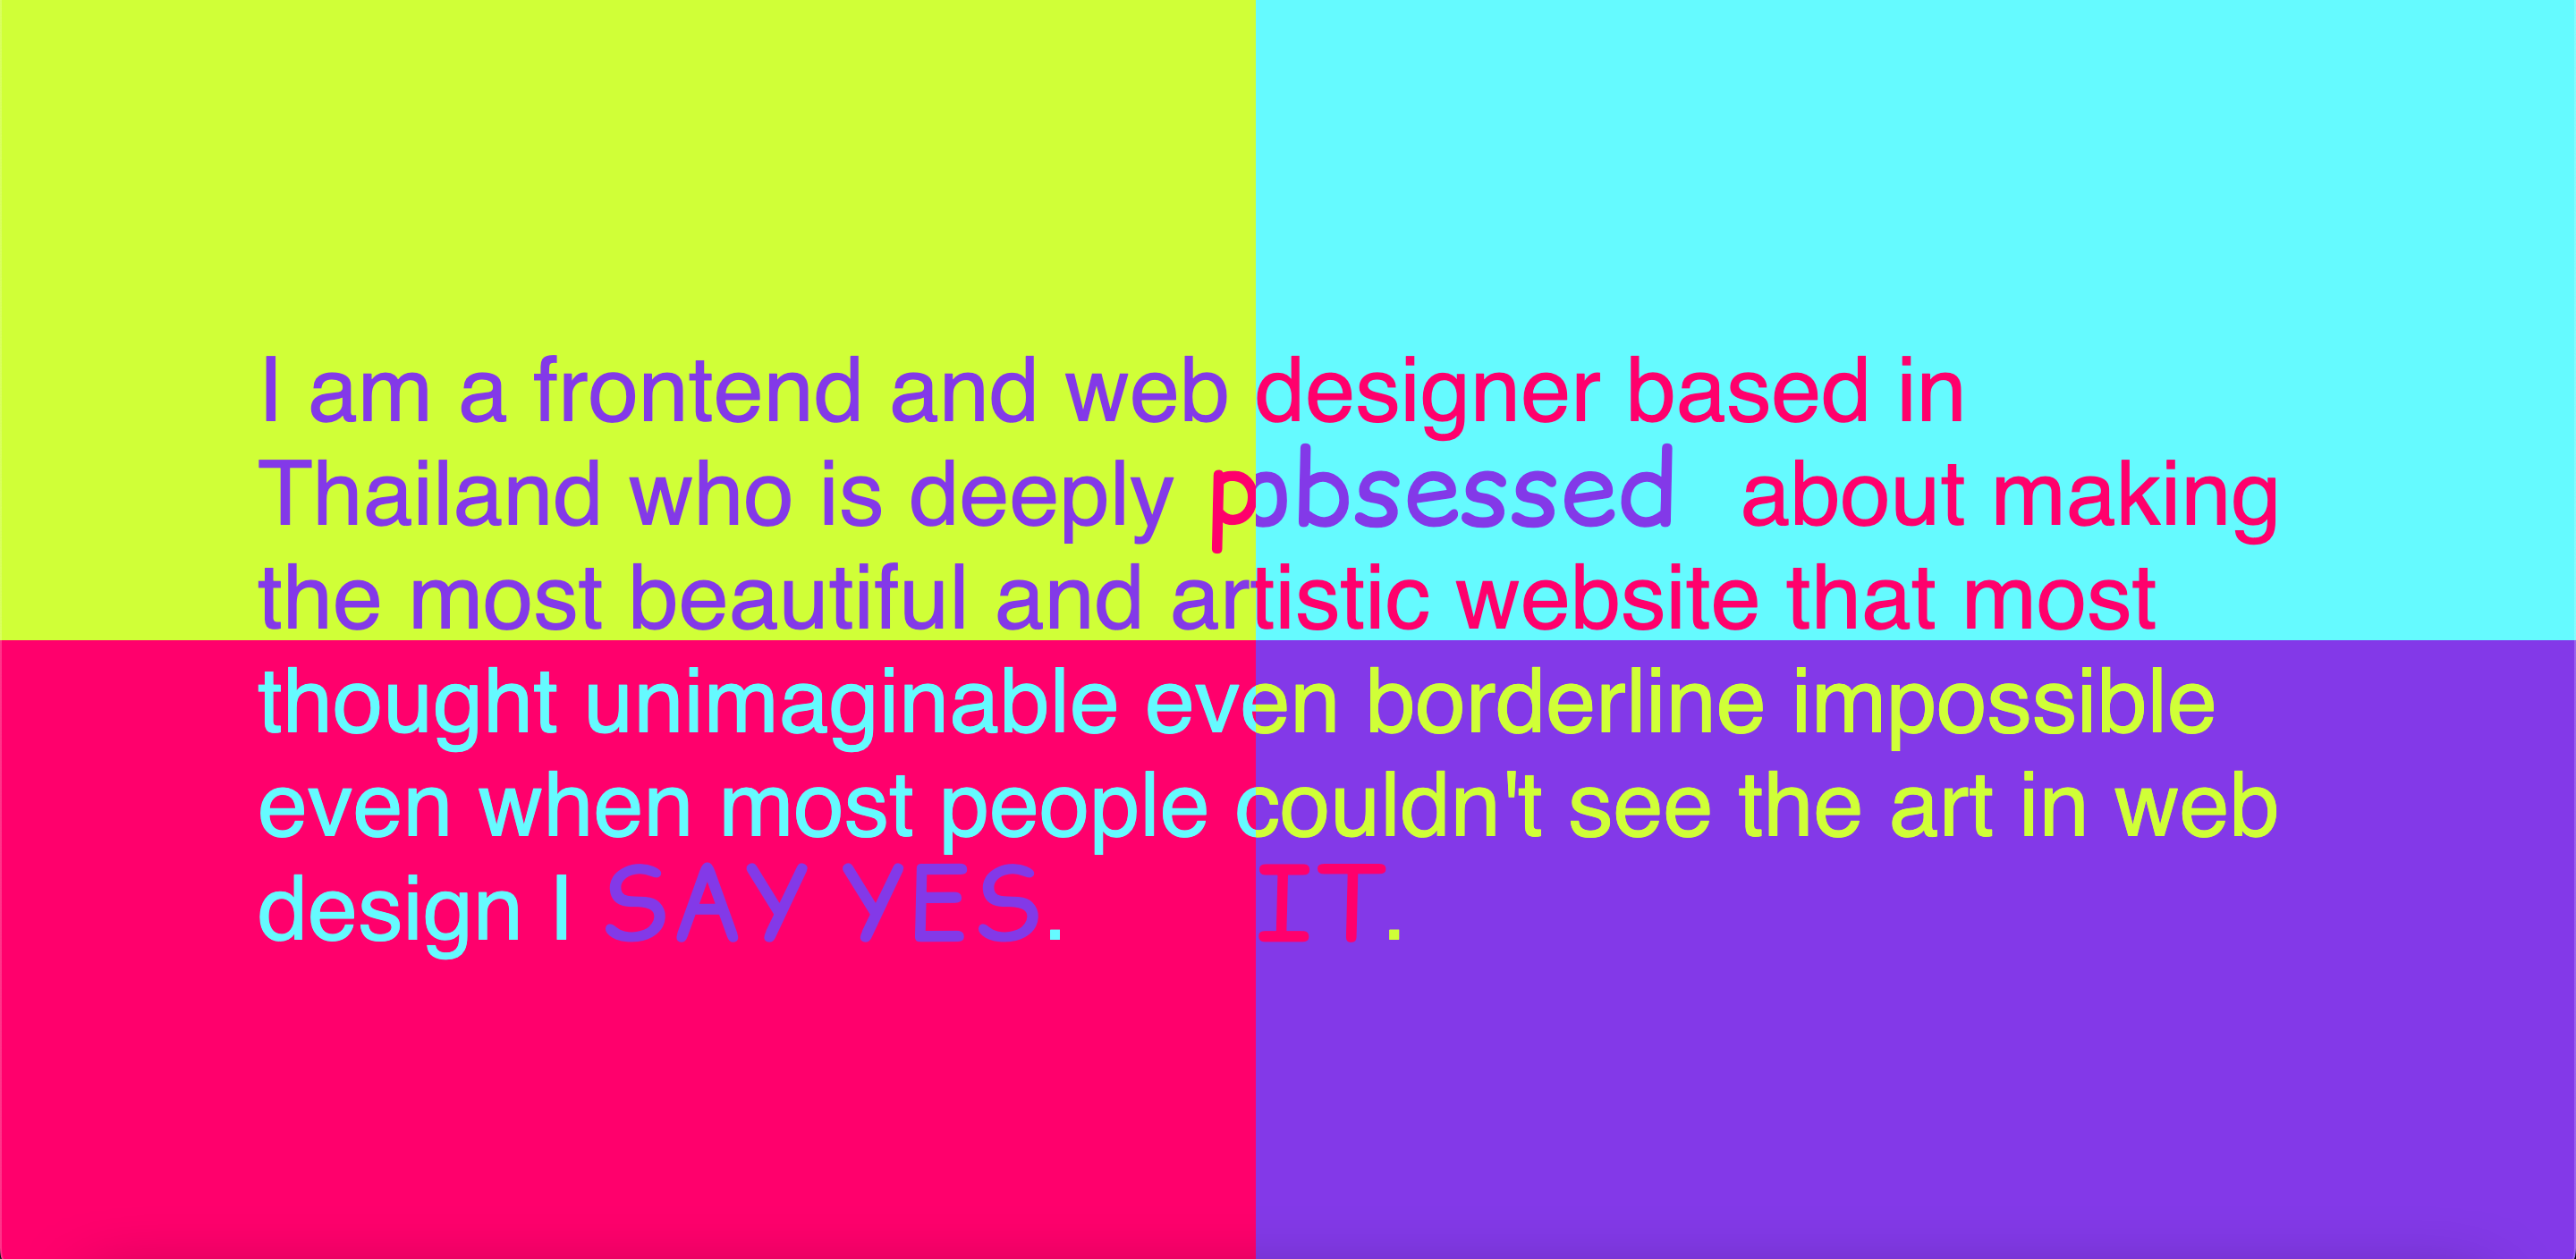 I am a frontend and web designer based in
Thailand who is deeply pobsessed about making
the most beautiful and artistic website that most
thought unimaginable even borderline impossible
even when most people couldn't see the art in web
design I SAY YES. IT.